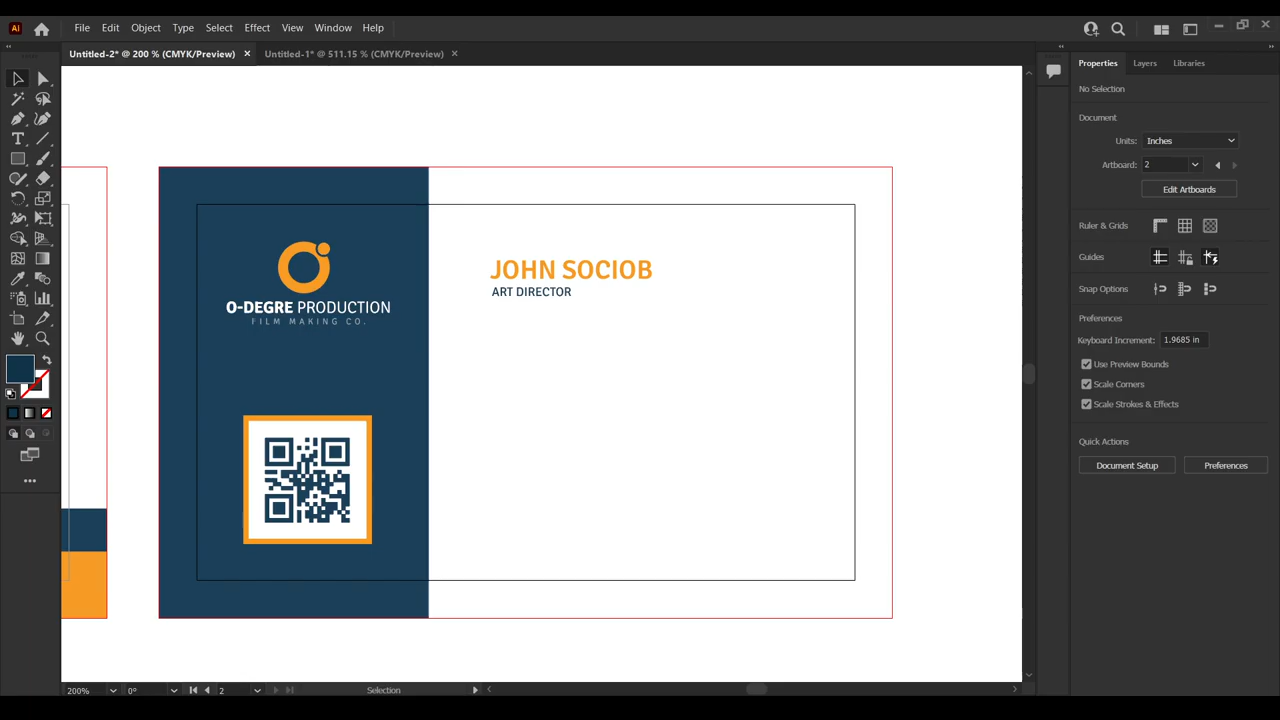 Ai File Edit Object Type Select Effect View Window Help
Untitled-2* @ 200 % (CMYK/Preview) × Untitled-1* @ 511.15 % (CMYK/Preview) ×
Properties Layers Libraries
No Selection
Document
Units: Inches
Artboard: 2
Edit Artboards
Ruler & Grids
Guides
Snap Options
Preferences
Keyboard Increment: 1.9685 in
Use Preview Bounds
Scale Corners
Scale Strokes & Effects
Quick Actions
Document Setup Preferences
O-DEGRE PRODUCTION
FILM MAKING CO.
JOHN SOCIOB
ART DIRECTOR
200% 0° 2 Selection